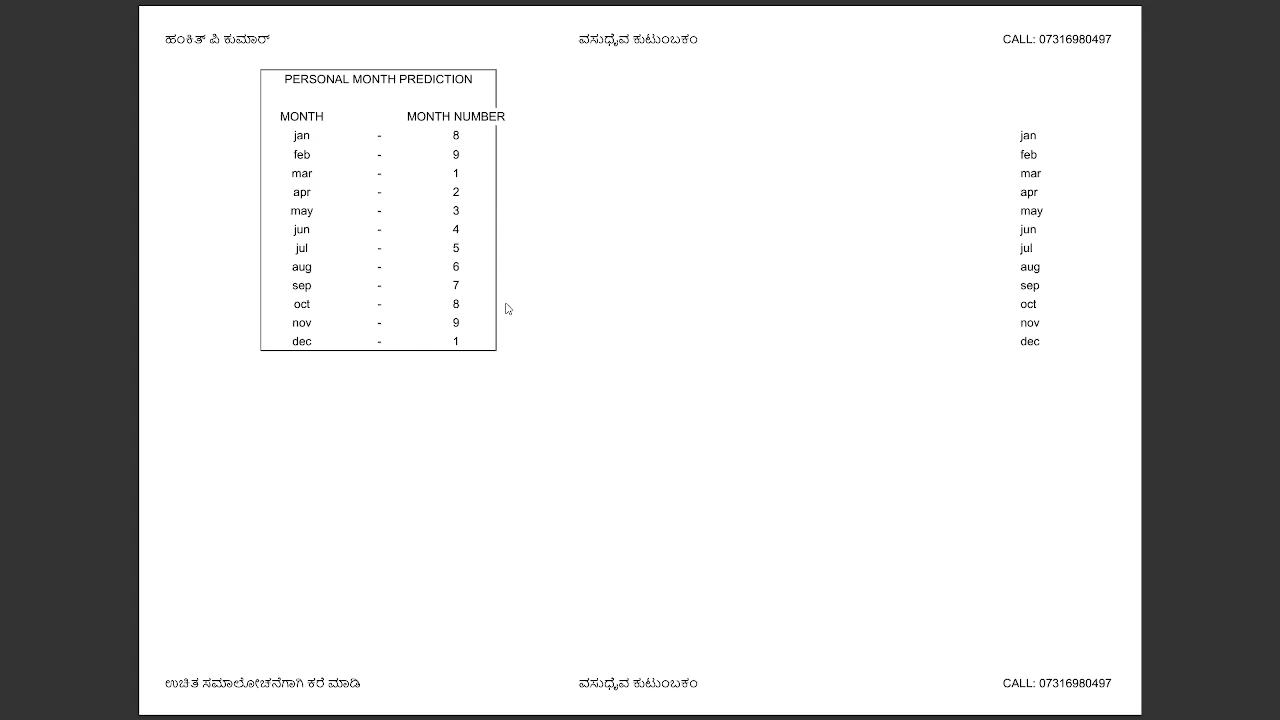 ಹಂಕಿತ್ ಪಿ ಕುಮಾರ್ ವಸುಧೈವ ಕುಟುಂಬಕಂ CALL: 07316980497
PERSONAL MONTH PREDICTION
MONTH MONTH NUMBER
jan - 8 jan
feb - 9 feb
mar - 1 mar
apr - 2 apr
may - 3 may
jun - 4 jun
jul - 5 jul
aug - 6 aug
sep - 7 sep
oct - 8 oct
nov - 9 nov
dec - 1 dec
ಉಚಿತ ಸಮಾಲೋಚನೆಗಾಗಿ ಕರೆ ಮಾಡಿ ವಸುಧೈವ ಕುಟುಂಬಕಂ CALL: 07316980497